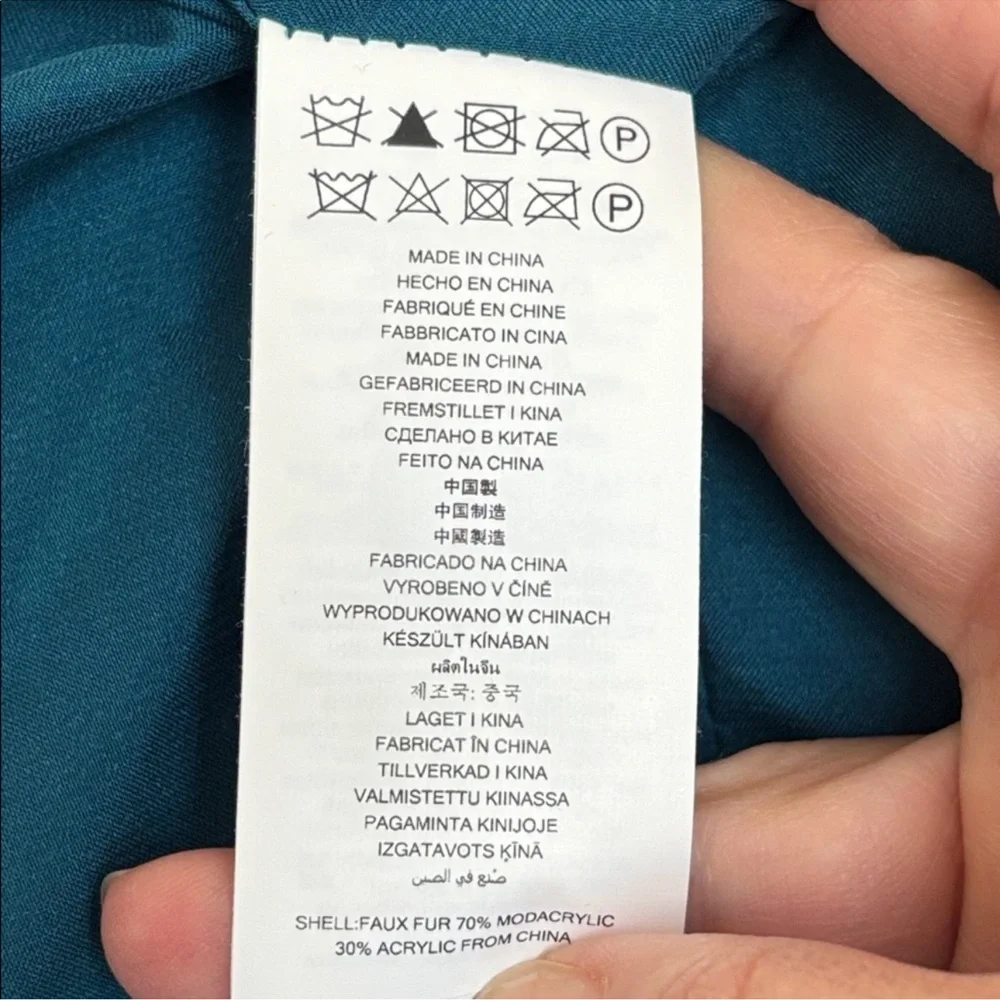 P
P
MADE IN CHINA
HECHO EN CHINA
FABRIQUÉ EN CHINE
FABBRICATO IN CINA
MADE IN CHINA
GEFABRICEERD IN CHINA
FREMSTILLET I KINA
СДЕЛАНО В КИТАЕ
FEITO NA CHINA
中国製
中国制造
中國製造
FABRICADO NA CHINA
VYROBENO V ČÍNĚ
WYPRODUKOWANO W CHINACH
KÉSZÜLT KÍNÁBAN
ผลิตในจีน
제조국: 중국
LAGET I KINA
FABRICAT ÎN CHINA
TILLVERKAD I KINA
VALMISTETTU KIINASSA
PAGAMINTA KINIJOJE
IZGATAVOTS ĶĪNĀ
صُنع في الصين
SHELL:FAUX FUR 70% MODACRYLIC
30% ACRYLIC FROM CHINA